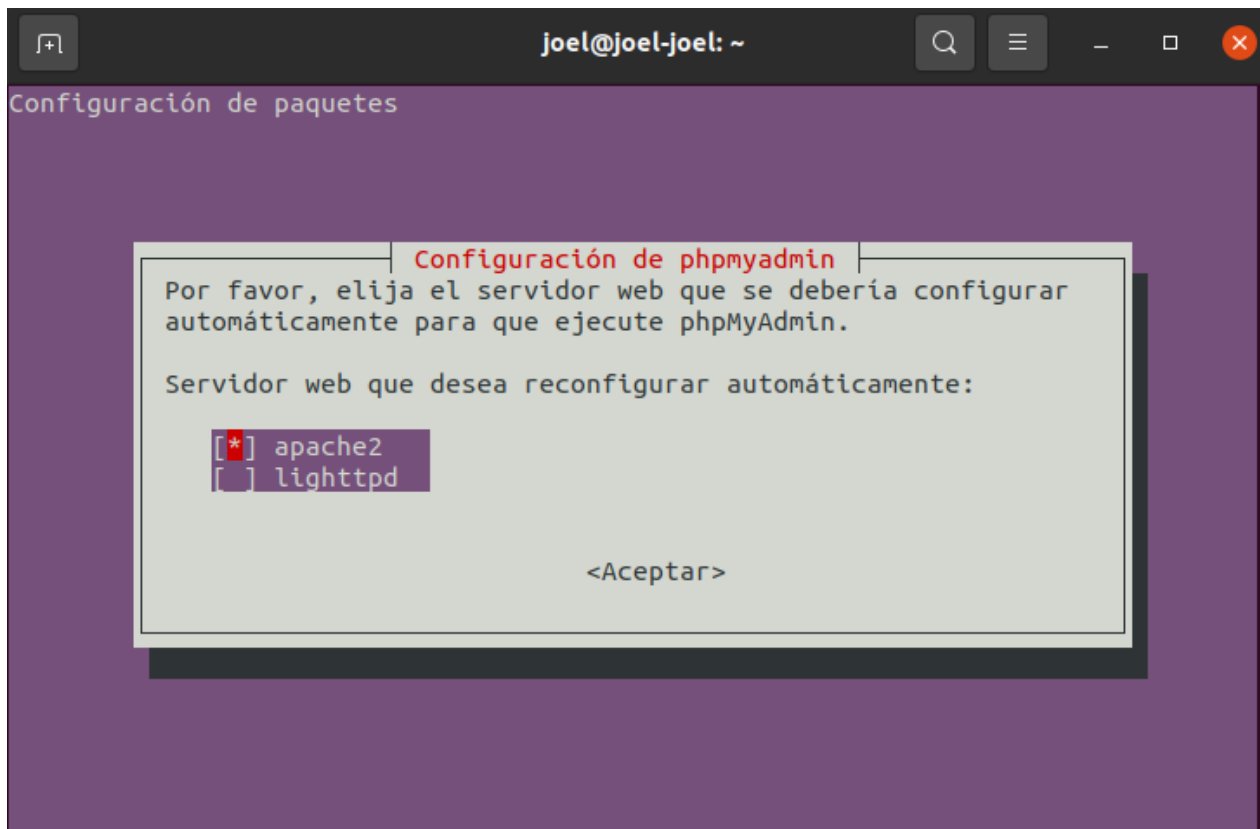 joel@joel-joel: ~
Configuración de paquetes
Configuración de phpmyadmin
Por favor, elija el servidor web que se debería configurar
automáticamente para que ejecute phpMyAdmin.
Servidor web que desea reconfigurar automáticamente:
[*] apache2
[ ] lighttpd
<Aceptar>